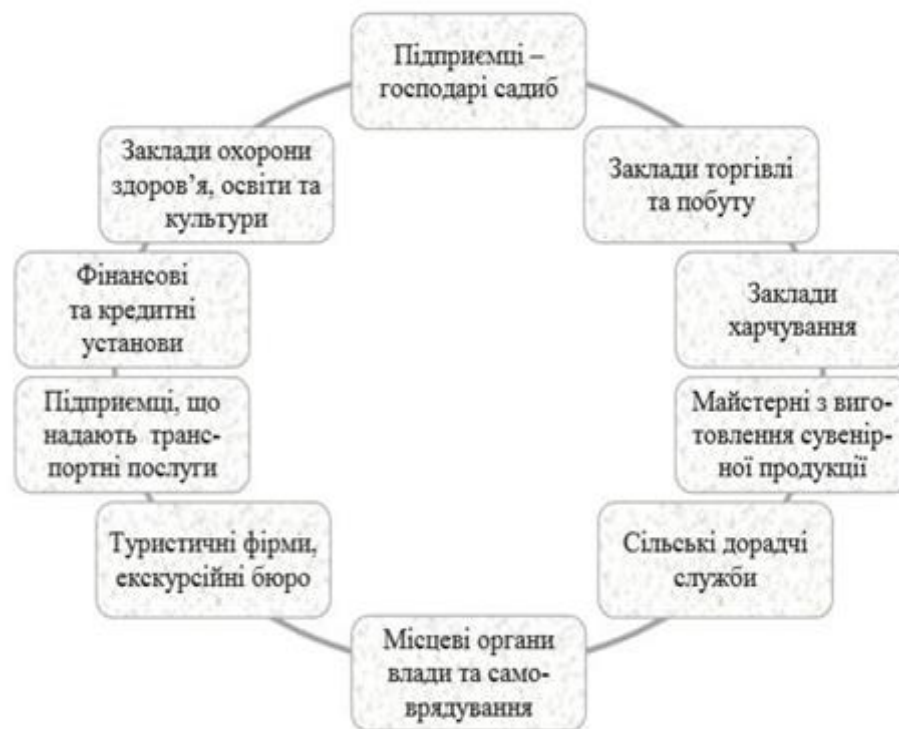 Підприємці –
господарі садиб
Заклади охорони
здоров’я, освіти та
культури
Заклади торгівлі
та побуту
Фінансові
та кредитні
установи
Заклади
харчування
Підприємці, що
надають транс-
портні послуги
Майстерні з виго-
товлення сувенір-
ної продукції
Туристичні фірми,
екскурсійні бюро
Сільські дорадчі
служби
Місцеві органи
влади та само-
врядування